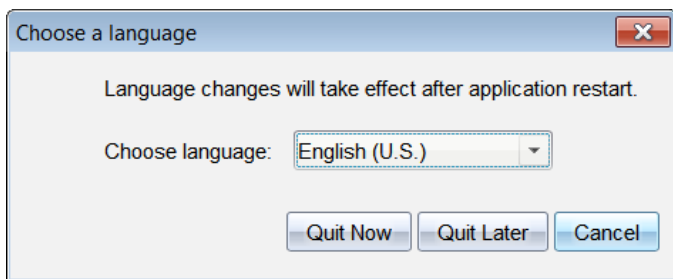 Choose a language
Language changes will take effect after application restart.
Choose language: English (U.S.)
Quit Now Quit Later Cancel